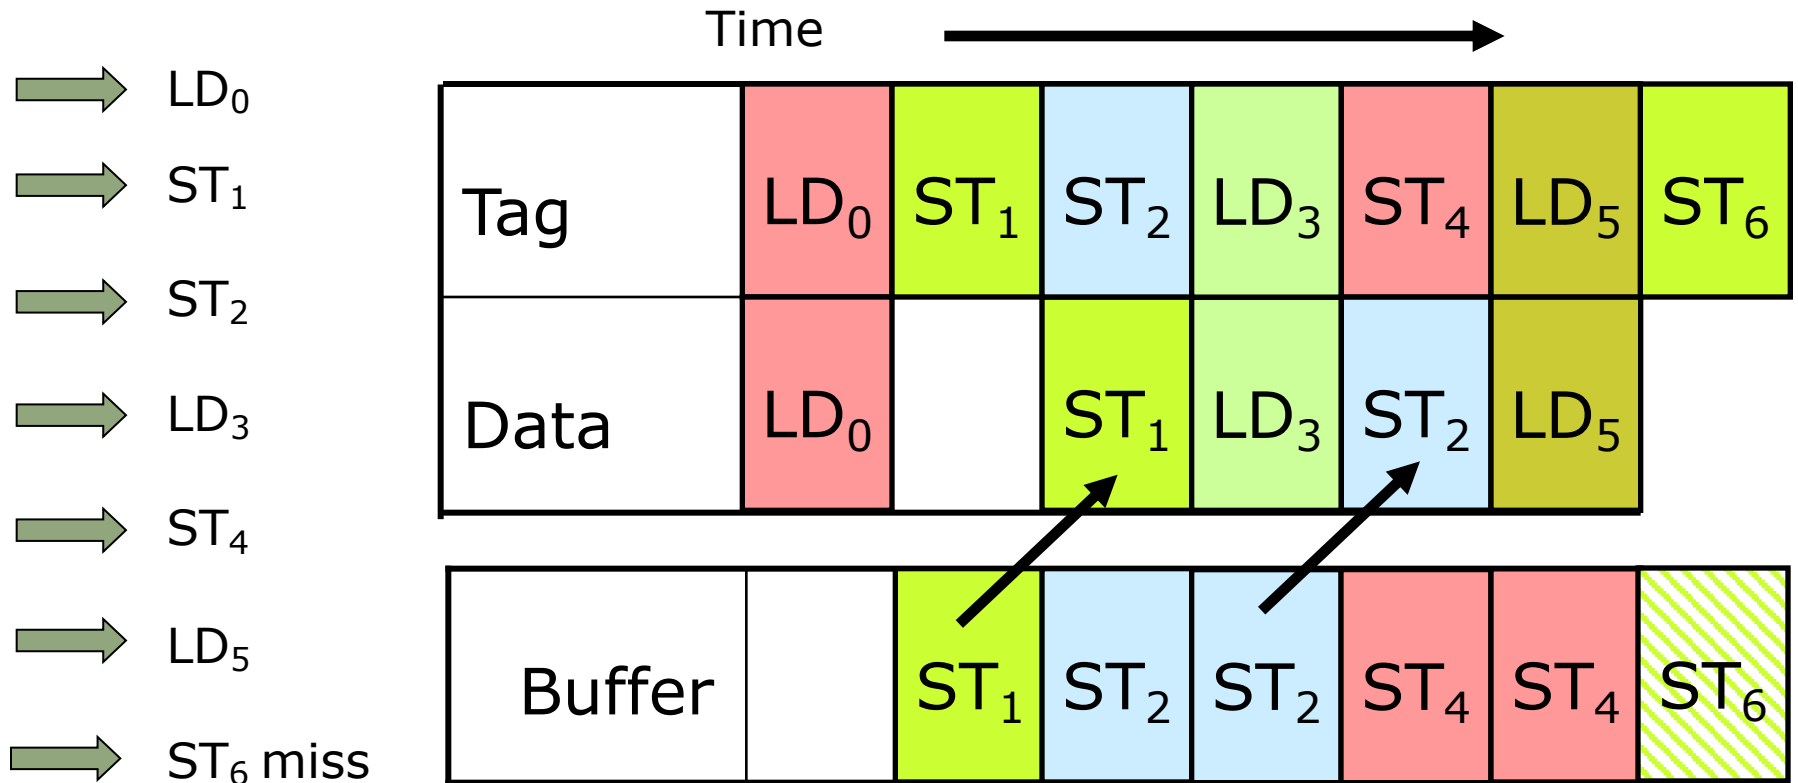 Time
LD₀
ST₁
ST₂
LD₃
ST₄
LD₅
ST₆ miss
Tag LD₀ ST₁ ST₂ LD₃ ST₄ LD₅ ST₆
Data LD₀ ST₁ LD₃ ST₂ LD₅
Buffer ST₁ ST₂ ST₂ ST₄ ST₄ ST₆